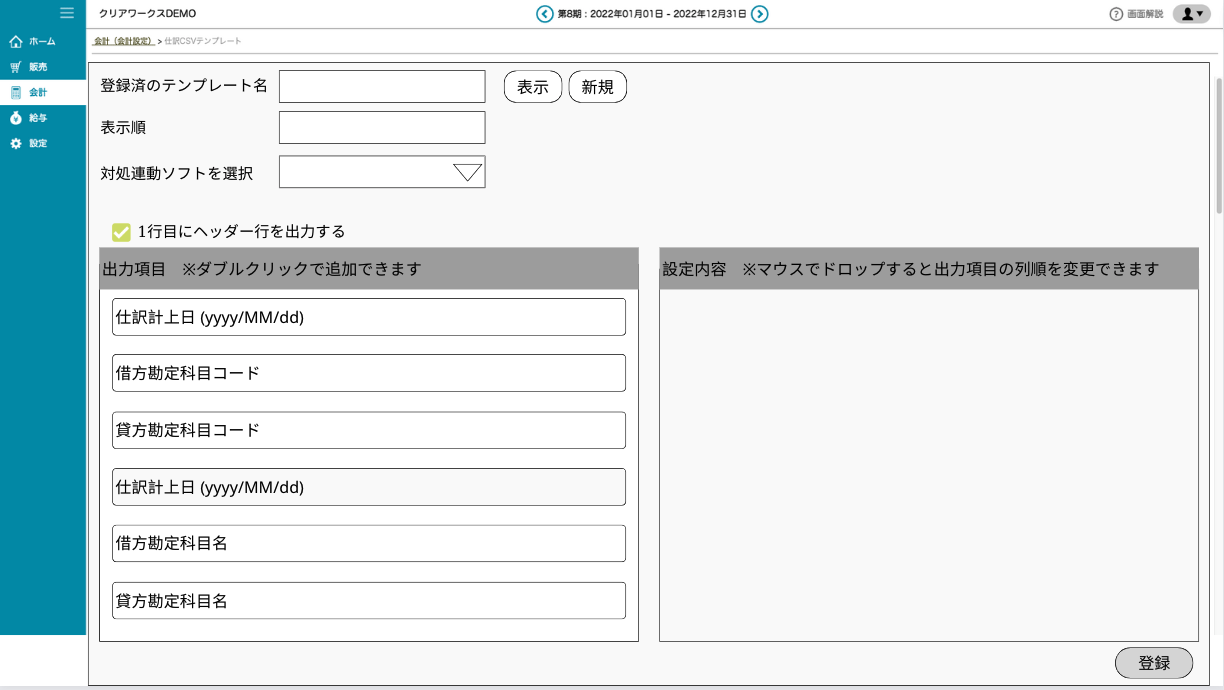 クリアワークスDEMO
第8期：2022年01月01日 - 2022年12月31日
? 画面解説
ホーム
販売
会計
給与
設定
会計（会計設定） > 仕訳CSVテンプレート
登録済のテンプレート名
表示
新規
表示順
対処連動ソフトを選択
1行目にヘッダー行を出力する
出力項目　※ダブルクリックで追加できます
仕訳計上日 (yyyy/MM/dd)
借方勘定科目コード
貸方勘定科目コード
仕訳計上日 (yyyy/MM/dd)
借方勘定科目名
貸方勘定科目名
設定内容　※マウスでドロップすると出力項目の列順を変更できます
登録